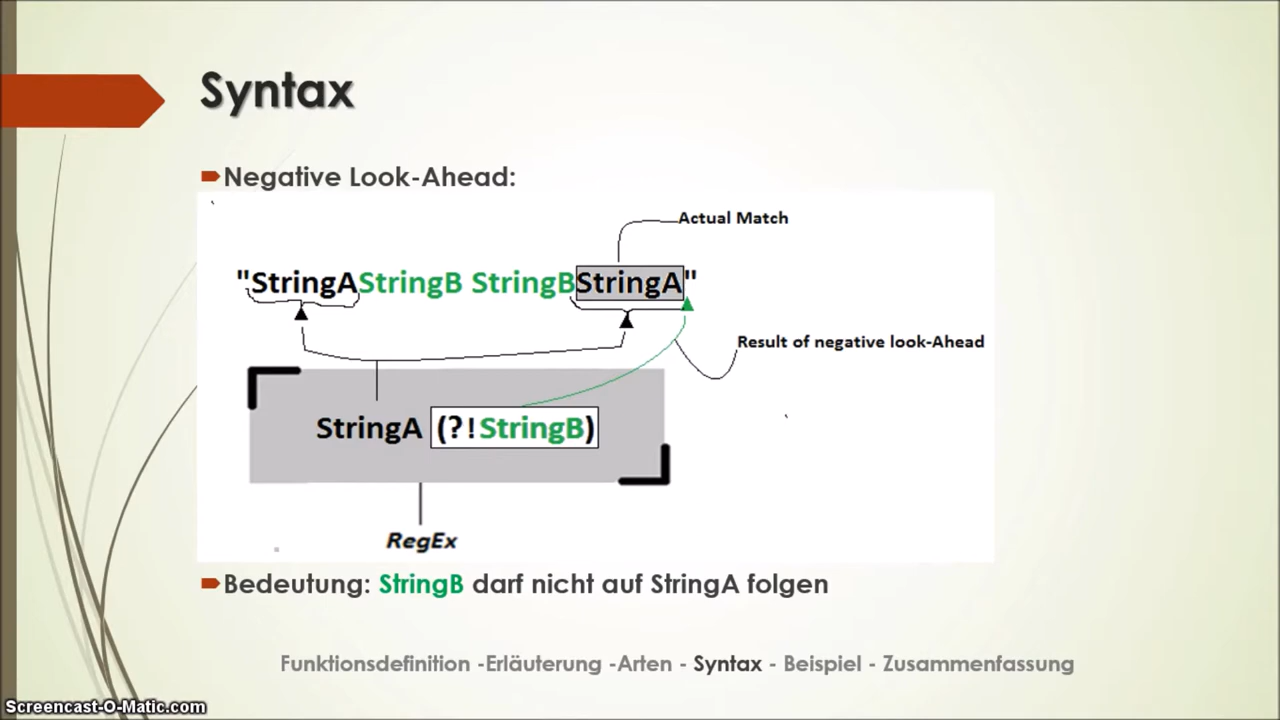 Syntax
Negative Look-Ahead:
Actual Match
"StringAStringB StringBStringA"
Result of negative look-Ahead
StringA (?!StringB)
RegEx
Bedeutung: StringB darf nicht auf StringA folgen
Funktionsdefinition -Erläuterung -Arten - Syntax - Beispiel - Zusammenfassung
Screencast-O-Matic.com